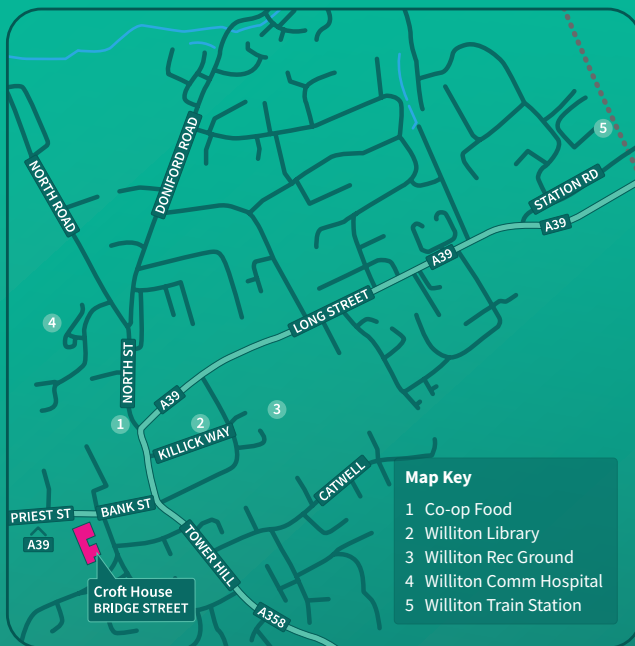 5
NORTH ROAD
DONIFORD ROAD
STATION RD
A39
A39
4
LONG STREET
NORTH ST
A39
1
2
3
KILLICK WAY
CATWELL
PRIEST ST
BANK ST
A39
TOWER HILL
Croft House
BRIDGE STREET
A358
Map Key
1 Co-op Food
2 Williton Library
3 Williton Rec Ground
4 Williton Comm Hospital
5 Williton Train Station